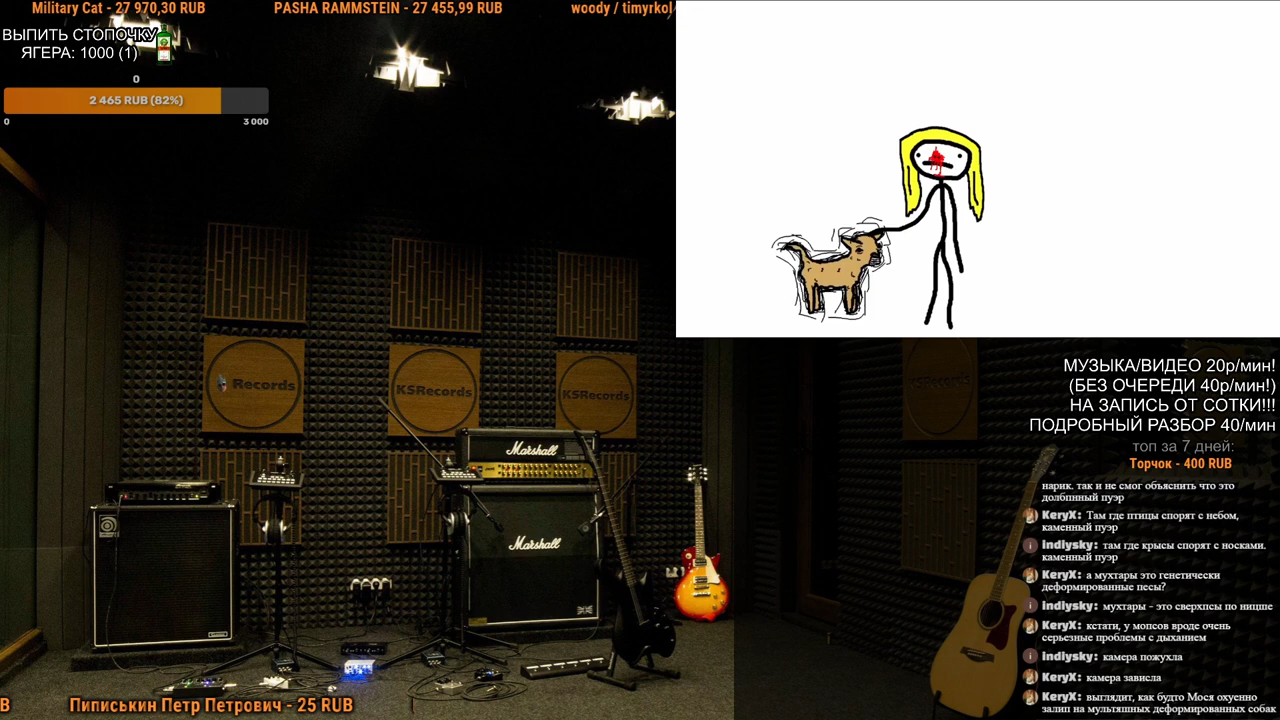 Military Cat - 27 970,30 RUB
PASHA RAMMSTEIN - 27 455,99 RUB
woody / timyrkol
ВЫПИТЬ СТОПОЧКУ
ЯГЕРА: 1000 (1)
0
2 465 RUB (82%)
0
3 000
Records
KSRecords
KSRecords
KSRecords
Marshall
Marshall
МУЗЫКА/ВИДЕО 20р/мин!
(БЕЗ ОЧЕРЕДИ 40р/мин!)
НА ЗАПИСЬ ОТ СОТКИ!!!
ПОДРОБНЫЙ РАЗБОР 40/мин
топ за 7 дней:
Торчок - 400 RUB
нарик. так и не смог объяснить что это
долбпнный пуэр
KeryX: Там где птицы спорят с небом,
каменный пуэр
indiysky: там где крысы спорят с носками.
каменный пуэр
KeryX: а мухтары это генетически
деформированные песы?
indiysky: мухтары - это сверхпсы по ницше
KeryX: кстати, у мопсов вроде очень
серьезные проблемы с дыханием
indiysky: камера пожухла
KeryX: камера зависла
KeryX: выглядит, как будто Мося охуенно
залип на мультяшных деформированных собак
В
Пиписькин Петр Петрович - 25 RUB